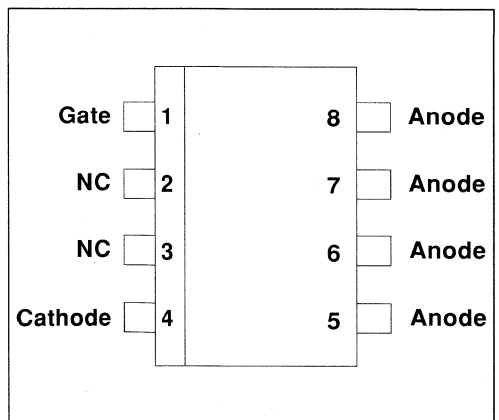 Gate 1 8 Anode
NC 2 7 Anode
NC 3 6 Anode
Cathode 4 5 Anode